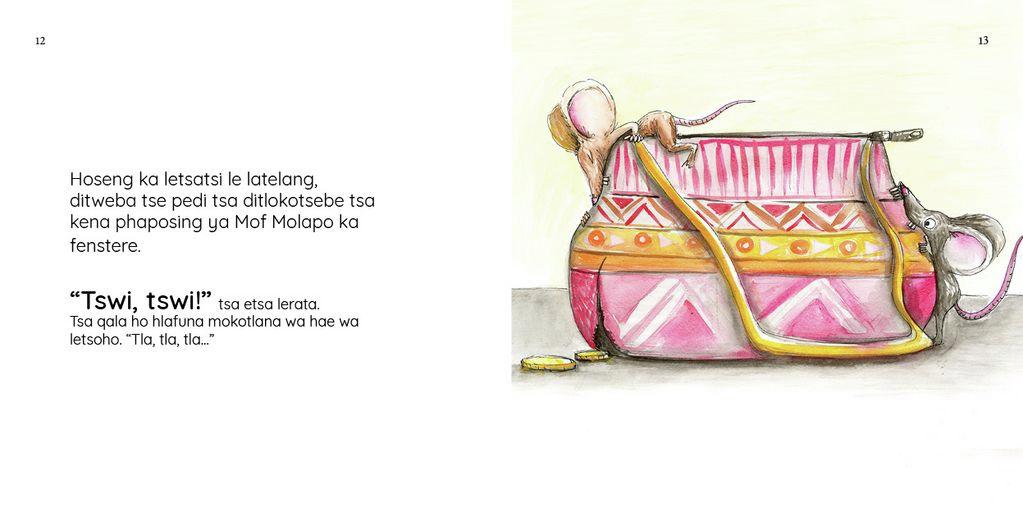 12
13
Hoseng ka letsatsi le latelang,
ditweba tse pedi tsa ditlokotsebe tsa
kena phaposing ya Mof Molapo ka
fenstere.
“Tswi, tswi!” tsa etsa lerata.
Tsa qala ho hlafuna mokotlana wa hae wa
letsoho. “Tla, tla, tla...”